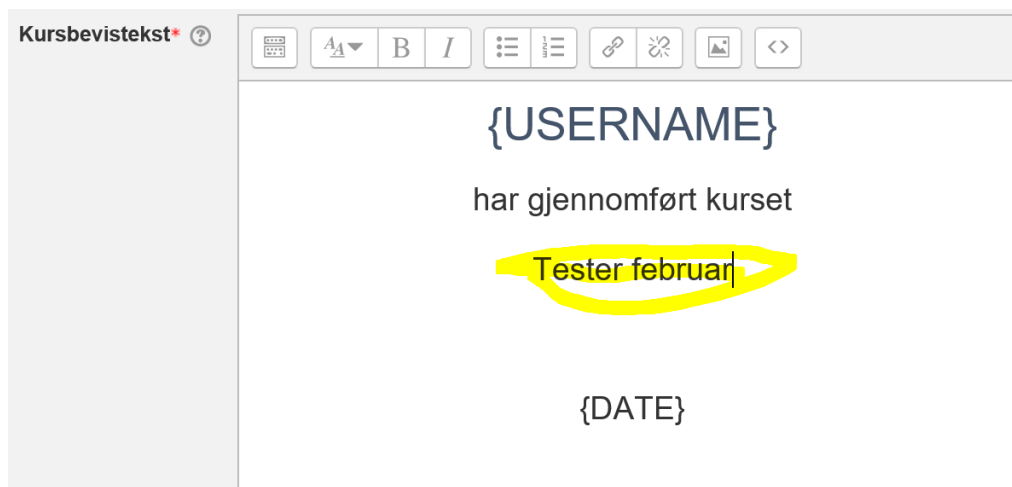 Kursbevistekst*
{USERNAME}
har gjennomført kurset
Tester februar
{DATE}